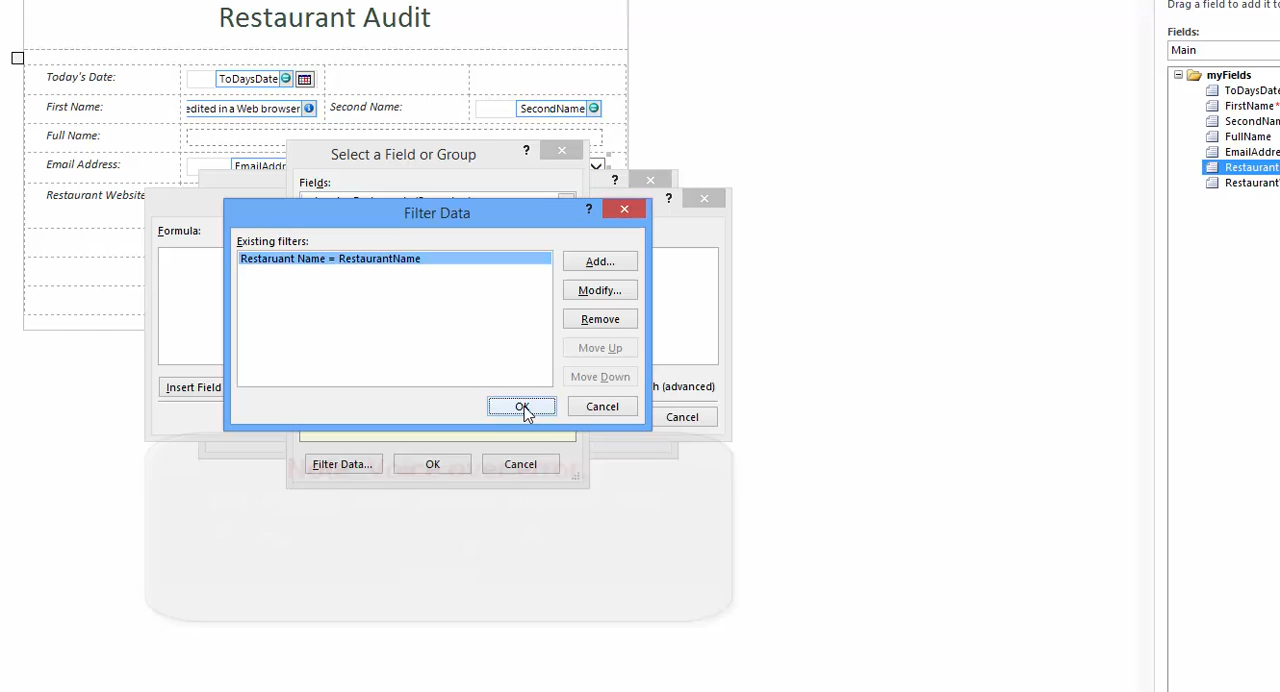 Drag a field to add it to
Restaurant Audit
Fields:
Main
myFields
ToDaysDate
FirstName *
SecondNam
FullName
EmailAddre
Restaurant
Restaurant
Today's Date:
ToDaysDate
First Name:
edited in a Web browser
Second Name:
SecondName
Full Name:
Email Address:
EmailAddr
Restaurant Website
Select a Field or Group
?
Fields:
?
?
Formula:
Filter Data
?
Existing filters:
Restaruant Name = RestaurantName
Add...
Modify...
Remove
Move Up
Move Down
OK
Cancel
Insert Field
h (advanced)
Cancel
Filter Data...
OK
Cancel